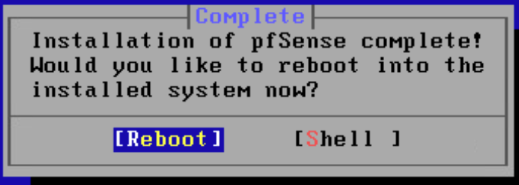 Complete
Installation of pfSense complete!
Would you like to reboot into the
installed system now?
[Reboot] [Shell ]